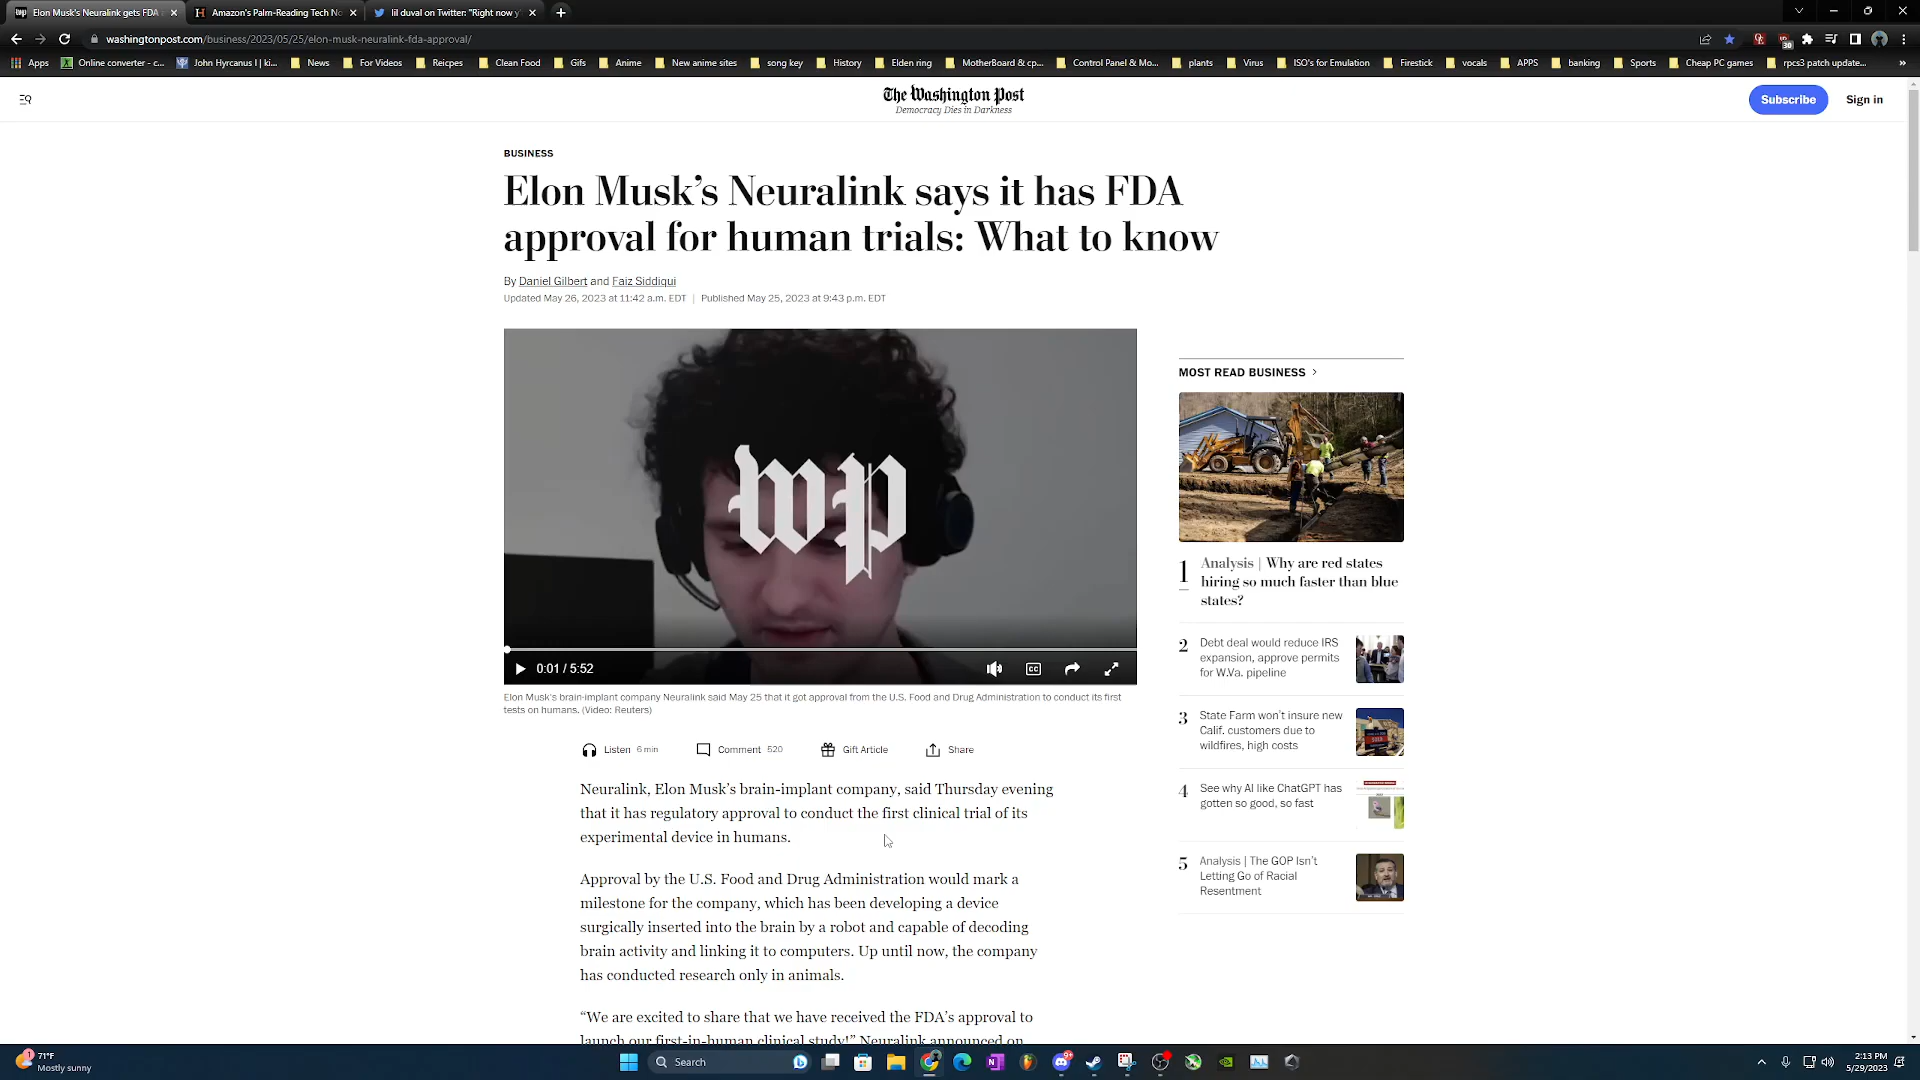 Elon Musk's Neuralink gets FDA
Amazon's Palm-Reading Tech No
lil duval on Twitter: "Right now y
washingtonpost.com/business/2023/05/25/elon-musk-neuralink-fda-approval/
30
Apps
Online converter - c...
John Hyrcanus I | ki...
News
For Videos
Reicpes
Clean Food
Gifs
Anime
New anime sites
song key
History
Elden ring
MotherBoard & cp...
Control Panel & Mo...
plants
Virus
ISO's for Emulation
Firestick
vocals
APPS
banking
Sports
Cheap PC games
rpcs3 patch update...
The Washington Post
Democracy Dies in Darkness
Subscribe
Sign in
BUSINESS
Elon Musk's Neuralink says it has FDA
approval for human trials: What to know
By Daniel Gilbert and Faiz Siddiqui
Updated May 26, 2023 at 11:42 a.m. EDT | Published May 25, 2023 at 9:43 p.m. EDT
wp
0:01 / 5:52
CC
Elon Musk's brain-implant company Neuralink said May 25 that it got approval from the U.S. Food and Drug Administration to conduct its first
tests on humans. (Video: Reuters)
Listen 6 min
Comment 520
Gift Article
Share
Neuralink, Elon Musk's brain-implant company, said Thursday evening
that it has regulatory approval to conduct the first clinical trial of its
experimental device in humans.
Approval by the U.S. Food and Drug Administration would mark a
milestone for the company, which has been developing a device
surgically inserted into the brain by a robot and capable of decoding
brain activity and linking it to computers. Up until now, the company
has conducted research only in animals.
“We are excited to share that we have received the FDA's approval to
launch our first-in-human clinical study!” Neuralink announced on
MOST READ BUSINESS
1
Analysis | Why are red states
hiring so much faster than blue
states?
2
Debt deal would reduce IRS
expansion, approve permits
for W.Va. pipeline
3
State Farm won't insure new
Calif. customers due to
wildfires, high costs
4
See why AI like ChatGPT has
gotten so good, so fast
5
Analysis | The GOP Isn't
Letting Go of Racial
Resentment
1
71°F
Mostly sunny
Search
9+
2:13 PM
5/29/2023